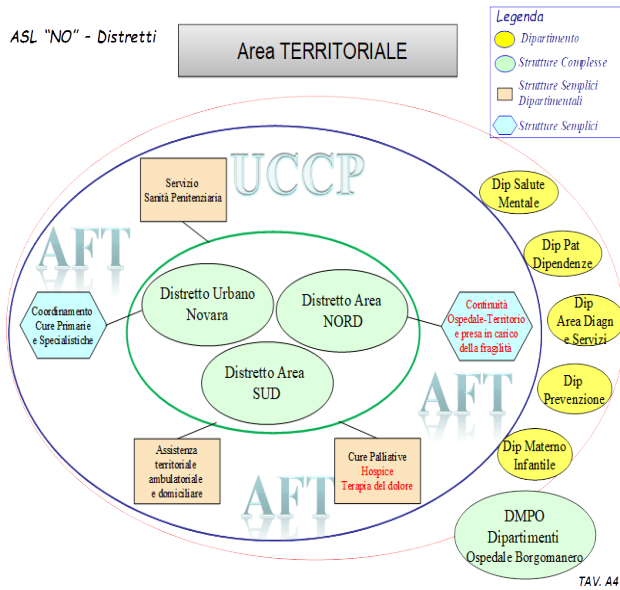 ASL "NO" - Distretti
Area TERRITORIALE
Legenda
Dipartimento
Strutture Complesse
Strutture Semplici
Dipartimentali
Strutture Semplici
UCCP
Servizio
Sanità Penitenziaria
Dip Salute
Mentale
AFT
Dip Pat
Dipendenze
Distretto Urbano
Novara
Distretto Area
NORD
Coordinamento
Cure Primarie
e Specialistiche
Continuità
Ospedale-Territorio
e presa in carico
della fragilità
Dip
Area Diagn
e Servizi
Distretto Area
SUD
AFT
Dip
Prevenzione
Assistenza
territoriale
ambulatoriale
e domiciliare
Cure Palliative
Hospice
Terapia del dolore
Dip Materno
Infantile
AFT
DMPO
Dipartimenti
Ospedale Borgomanero
TAV. A4